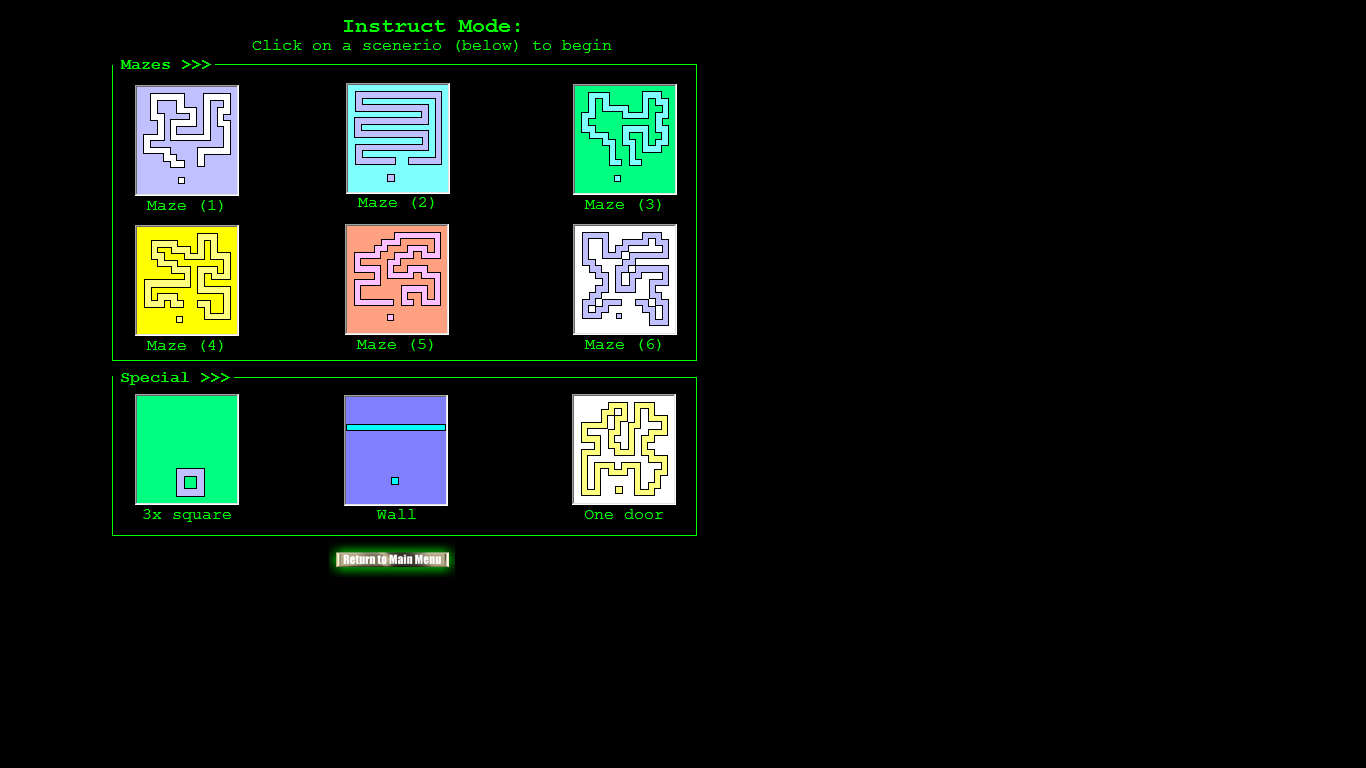 Instruct Mode:
Click on a scenerio (below) to begin
Mazes >>>
Maze (1) Maze (2) Maze (3)
Maze (4) Maze (5) Maze (6)
Special >>>
3x square Wall One door
Return to Main Menu